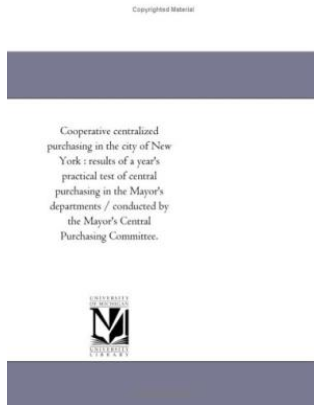 Copyrighted Material
Cooperative centralized
purchasing in the city of New
York : results of a year's
practical test of central
purchasing in the Mayor's
departments / conducted by
the Mayor's Central
Purchasing Committee.
UNIVERSITY
OF MICHIGAN
M
UNIVERSITY
LIBRARY